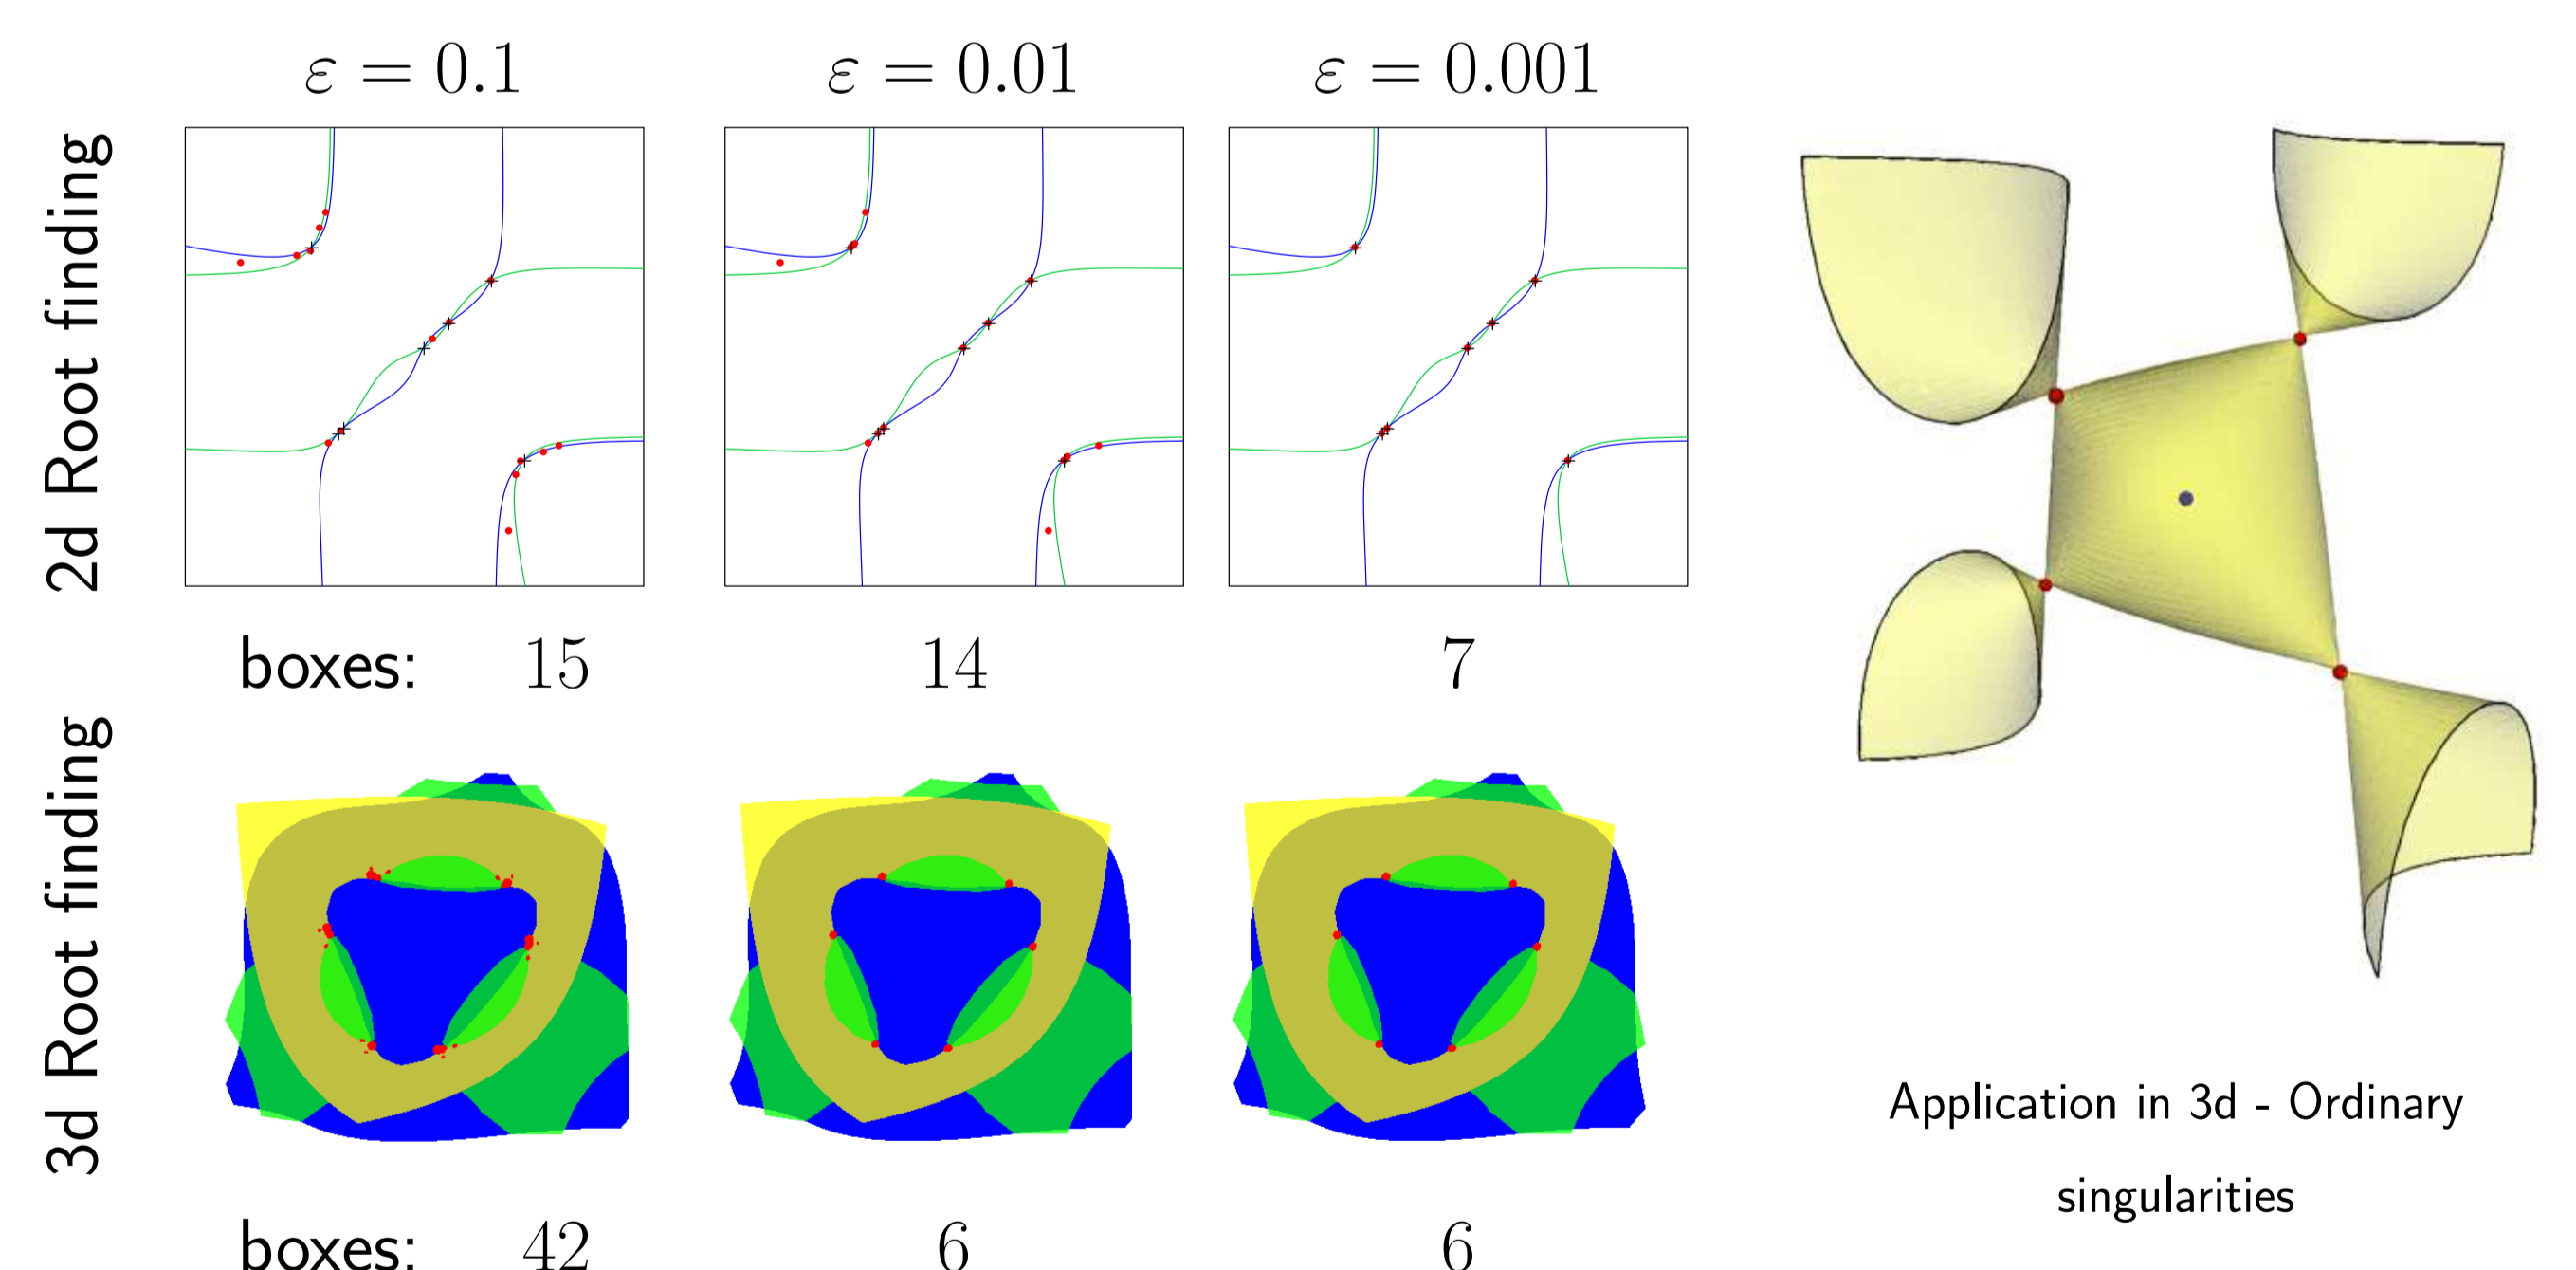 ε = 0.1
ε = 0.01
ε = 0.001
2d Root finding
boxes: 15 14 7
3d Root finding
boxes: 42 6 6
Application in 3d - Ordinary
singularities